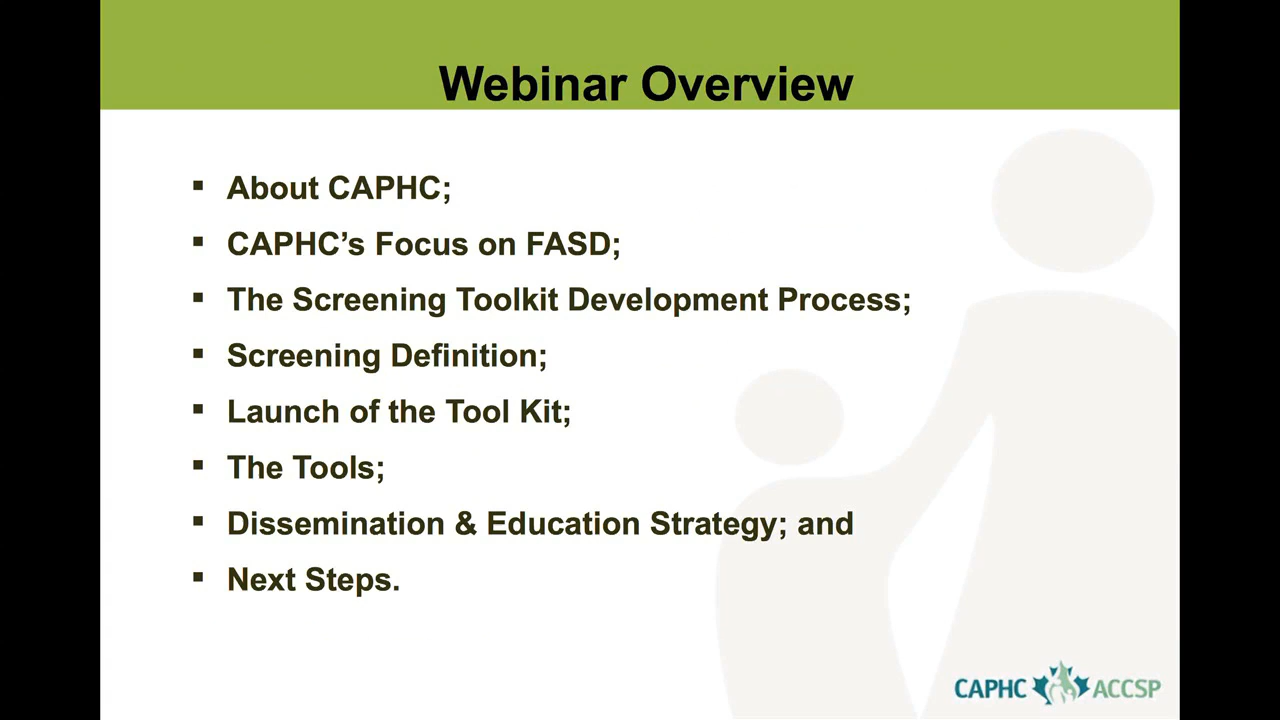 Webinar Overview
▪ About CAPHC;
▪ CAPHC’s Focus on FASD;
▪ The Screening Toolkit Development Process;
▪ Screening Definition;
▪ Launch of the Tool Kit;
▪ The Tools;
▪ Dissemination & Education Strategy; and
▪ Next Steps.
CAPHC ACCSP